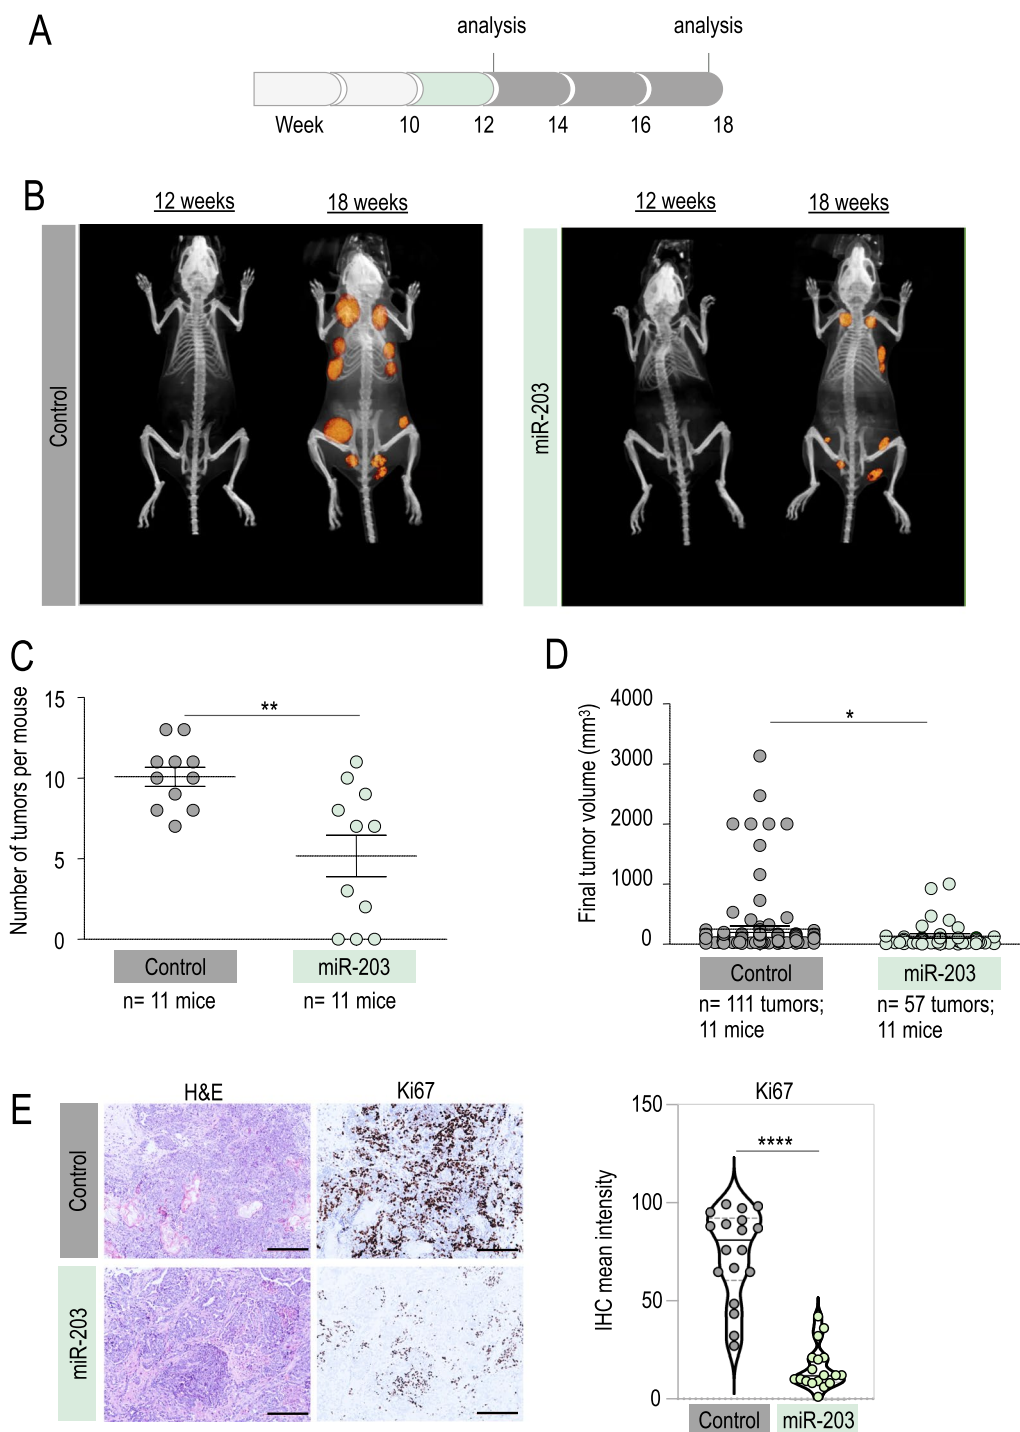 A
analysis
analysis
Week
10
12
14
16
18
B
12 weeks
18 weeks
12 weeks
18 weeks
Control
miR-203
C
Number of tumors per mouse
15
10
5
0
**
Control
miR-203
n= 11 mice
n= 11 mice
D
Final tumor volume (mm³)
4000
3000
2000
1000
0
*
Control
miR-203
n= 111 tumors;
11 mice
n= 57 tumors;
11 mice
E
H&E
Ki67
Control
miR-203
Ki67
IHC mean intensity
150
100
50
0
****
Control
miR-203